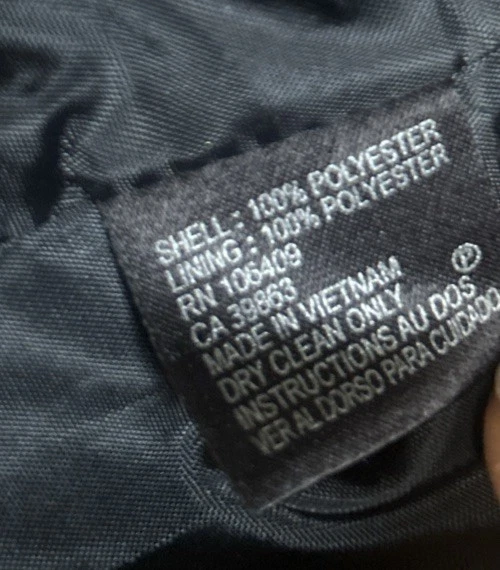 SHELL : 100% POLYESTER
LINING : 100% POLYESTER
RN 106409
CA 39863
MADE IN VIETNAM
DRY CLEAN ONLY Ⓟ
INSTRUCTIONS AU DOS
VER AL DORSO PARA CUIDADO